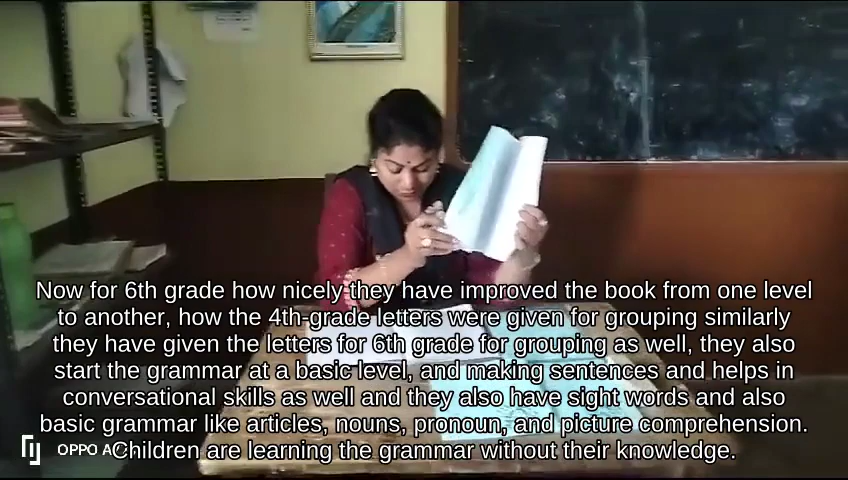 Now for 6th grade how nicely they have improved the book from one level
to another, how the 4th-grade letters were given for grouping similarly
they have given the letters for 6th grade for grouping as well, they also
start the grammar at a basic level, and making sentences and helps in
conversational skills as well and they also have sight words and also
basic grammar like articles, nouns, pronoun, and picture comprehension.
Children are learning the grammar without their knowledge.
OPPO